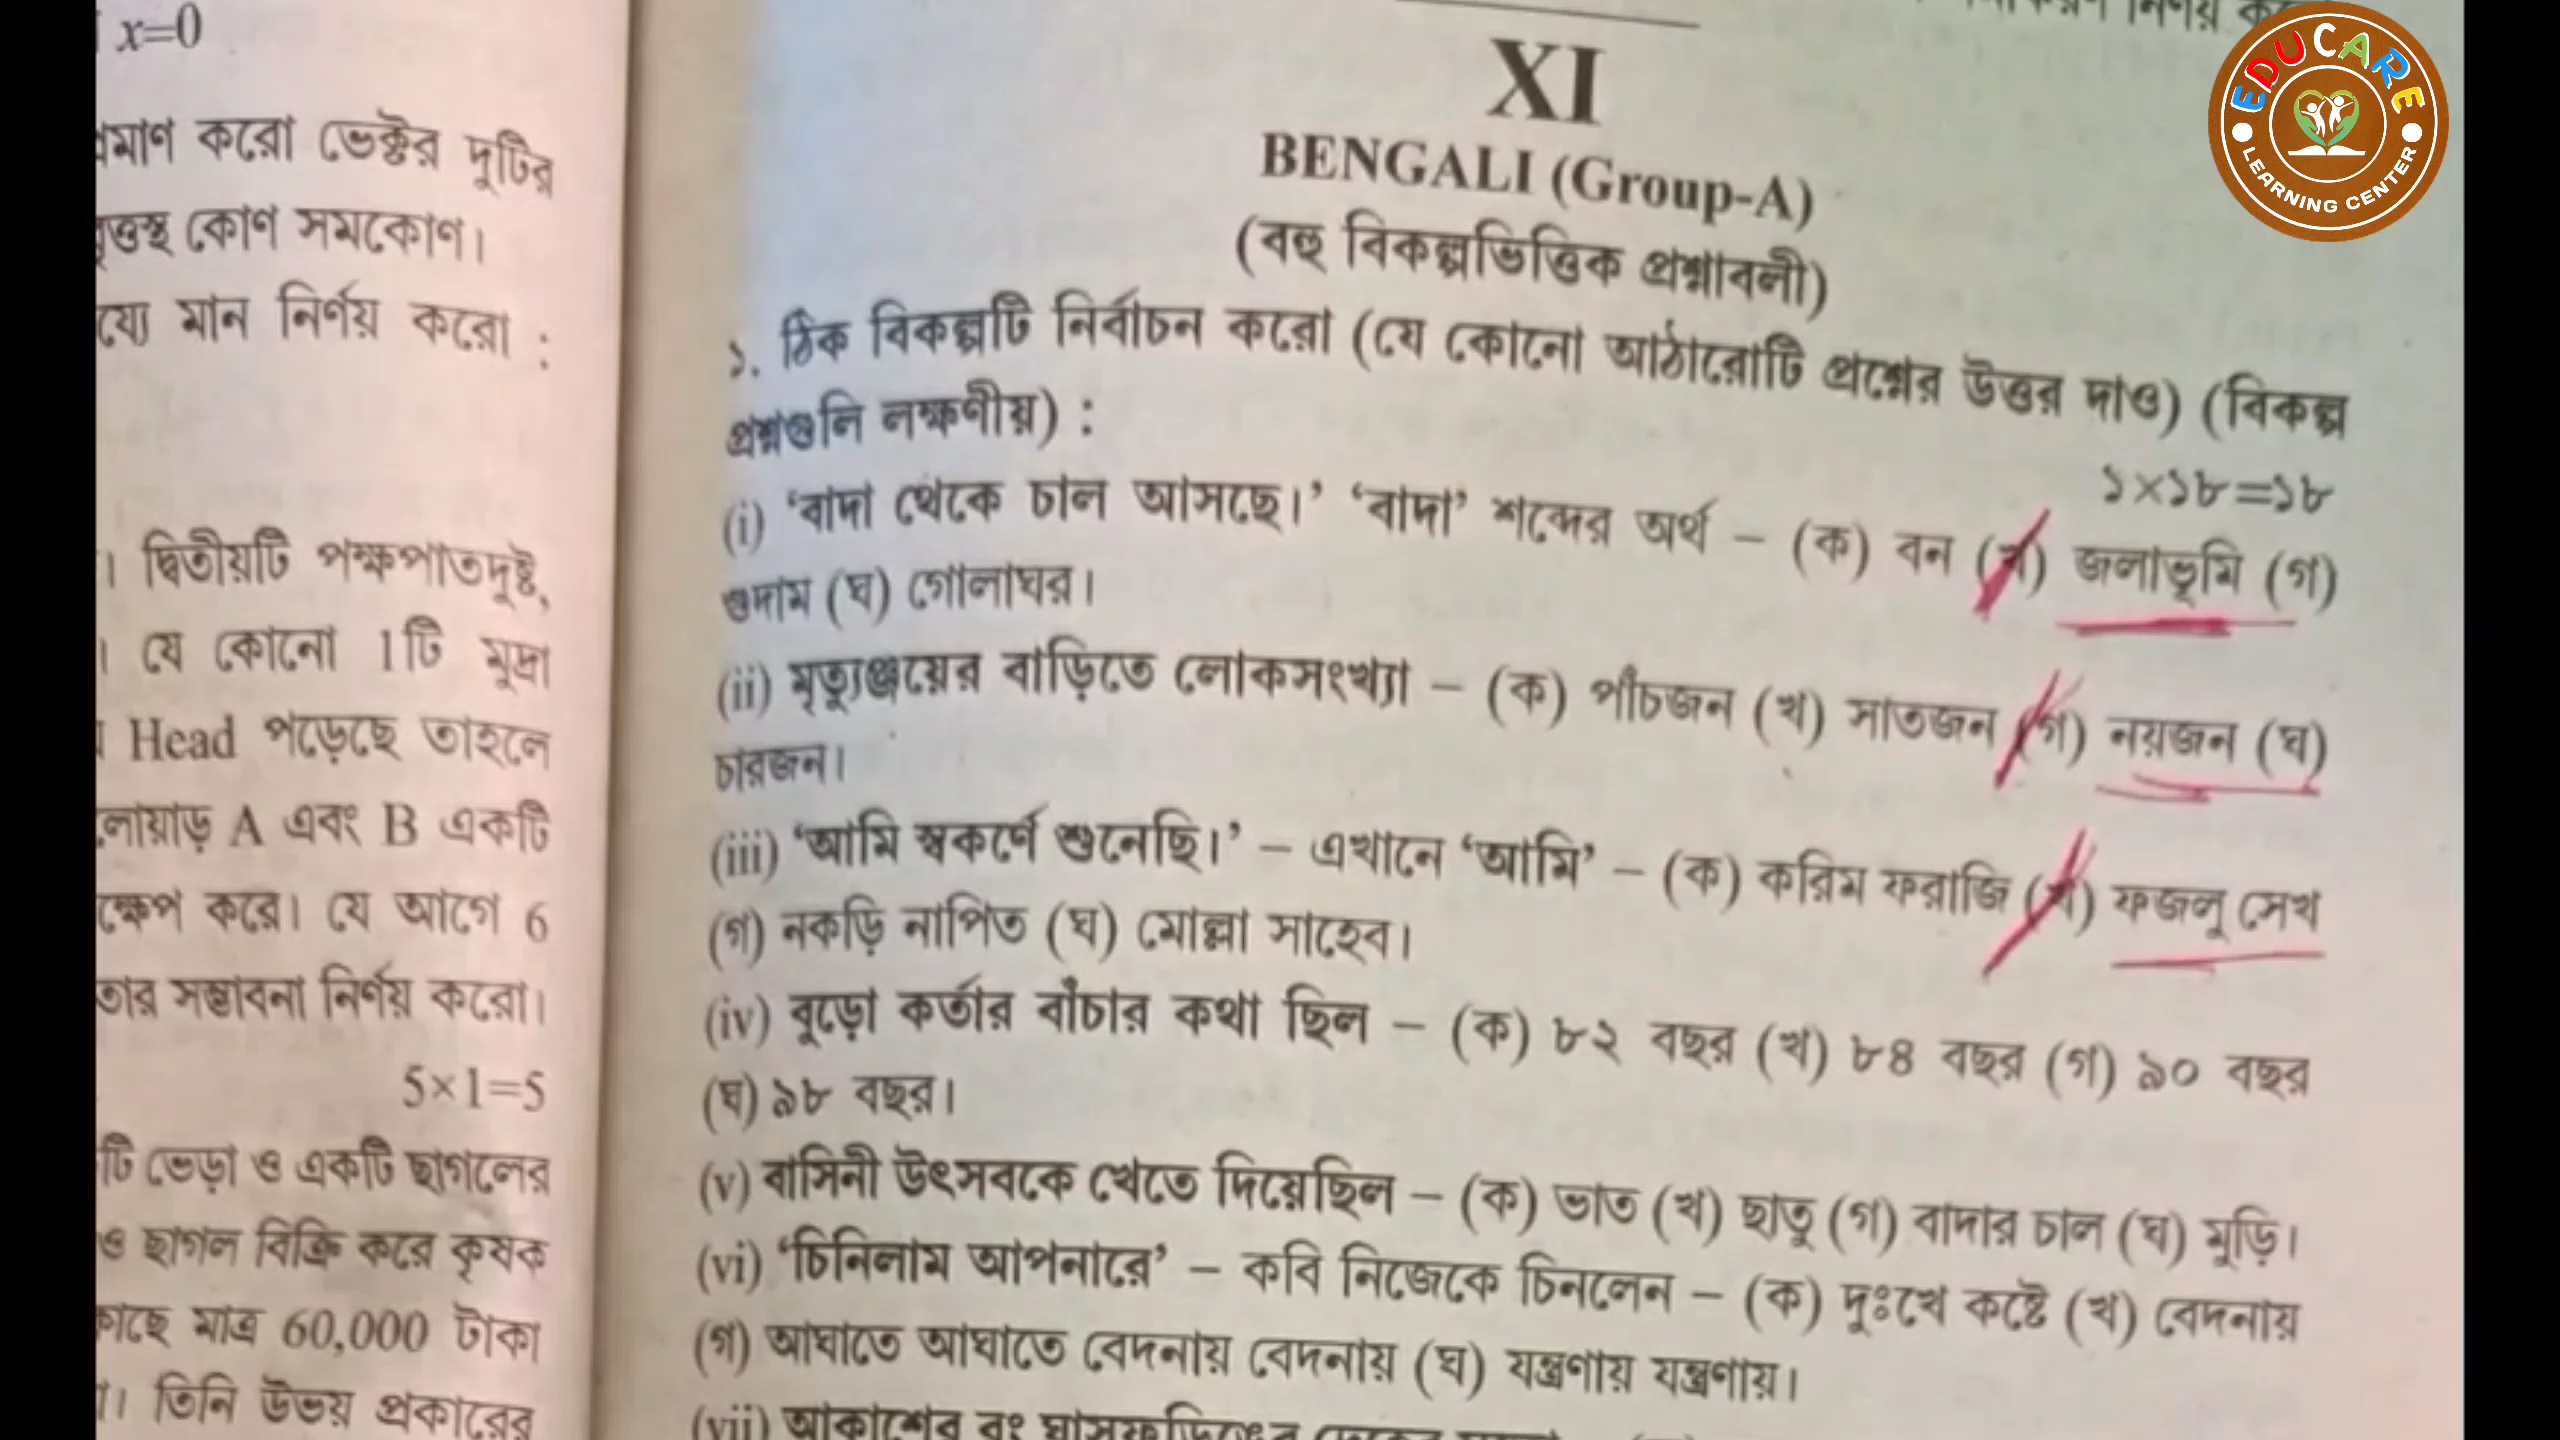 x=0
প্রমাণ করো ভেক্টর দুটির
কোণ সমকোণ।
মান নির্ণয় করো :
। দ্বিতীয়টি পক্ষপাতদুষ্ট,
। যে কোনো 1টি মুদ্রা
Head পড়েছে তাহলে
A এবং B একটি
করে। যে আগে 6
তার সম্ভাবনা নির্ণয় করো।
5×1=5
টি ভেড়া ও একটি ছাগলের
ও ছাগল বিক্রি করে কৃষক
কাছে মাত্র 60,000 টাকা
। তিনি উভয় প্রকারের
নির্ণয়
EDUCARE
LEARNING CENTER
XI
BENGALI (Group-A)
(বহু বিকল্পভিত্তিক প্রশ্নাবলী)
১. ঠিক বিকল্পটি নির্বাচন করো (যে কোনো আঠারোটি প্রশ্নের উত্তর দাও) (বিকল্প
প্রশ্নগুলি লক্ষণীয়) :
১×১৮=১৮
(i) ‘বাদা থেকে চাল আসছে।’ ‘বাদা’ শব্দের অর্থ – (ক) বন (খ) জলাভূমি (গ)
গুদাম (ঘ) গোলাঘর।
(ii) মৃত্যুঞ্জয়ের বাড়িতে লোকসংখ্যা – (ক) পাঁচজন (খ) সাতজন (গ) নয়জন (ঘ)
চারজন।
(iii) ‘আমি স্বকর্ণে শুনেছি।’ – এখানে ‘আমি’ – (ক) করিম ফরাজি (খ) ফজলু সেখ
(গ) নকড়ি নাপিত (ঘ) মোল্লা সাহেব।
(iv) বুড়ো কর্তার বাঁচার কথা ছিল – (ক) ৮২ বছর (খ) ৮৪ বছর (গ) ৯০ বছর
(ঘ) ৯৮ বছর।
(v) বাসিনী উৎসবকে খেতে দিয়েছিল – (ক) ভাত (খ) ছাতু (গ) বাদার চাল (ঘ) মুড়ি।
(vi) ‘চিনিলাম আপনারে’ – কবি নিজেকে চিনলেন – (ক) দুঃখে কষ্টে (খ) বেদনায়
(গ) আঘাতে আঘাতে বেদনায় বেদনায় (ঘ) যন্ত্রণায় যন্ত্রণায়।
(vii) আকাশের রং ঘাসফড়িঙের দেহের